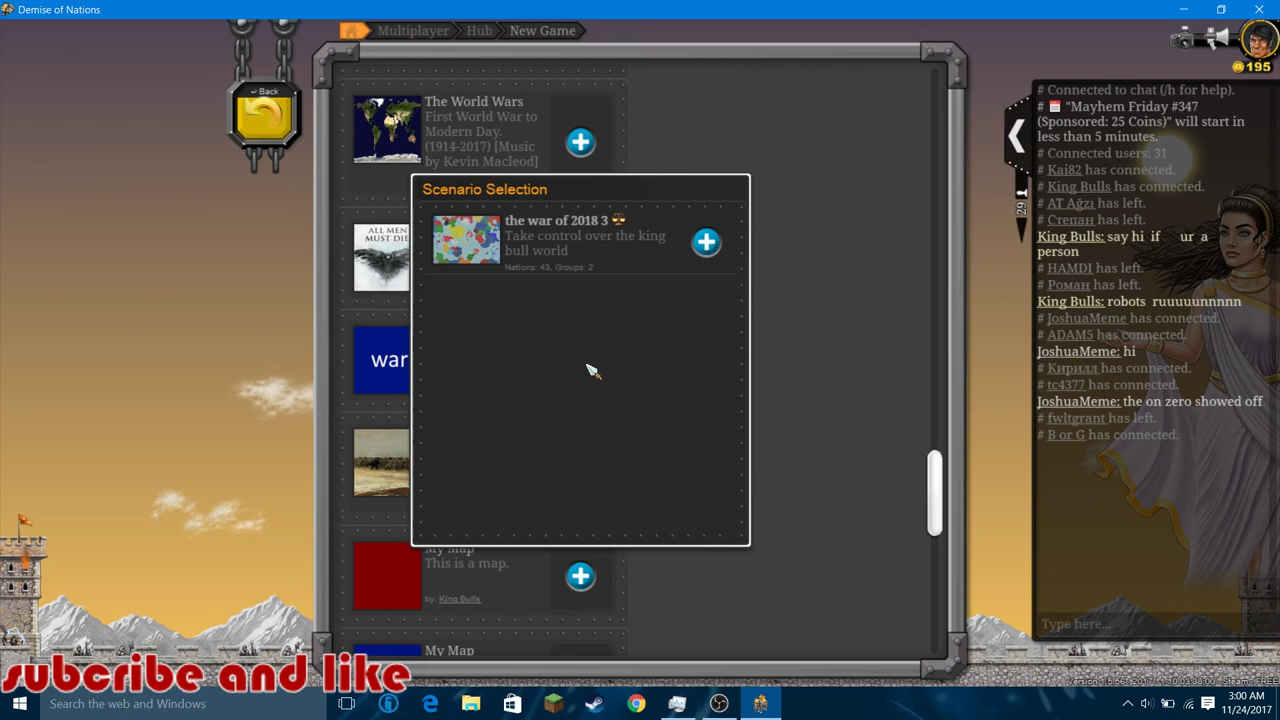 Demise of Nations
Multiplayer Hub New Game
Back
195
The World Wars
First World War to
Modern Day.
(1914-2017) [Music
by Kevin Macleod]
ALL MEN
MUST DIE
war
Scenario Selection
the war of 2018 3
Take control over the king
bull world
Nations: 43, Groups: 2
My Map
This is a map.
by: King Bulls
My Map
29
# Connected to chat (/h for help).
# "Mayhem Friday #347
(Sponsored: 25 Coins)" will start in
less than 5 minutes.
# Connected users: 31
# Kai82 has connected.
# King Bulls has connected.
# AT Ağzı has left.
# Степан has left.
King Bulls: say hi if ur a
person
# HAMDI has left.
# Роман has left.
King Bulls: robots ruuuunnnnn
# JoshuaMeme has connected.
# ADAM5 has connected.
JoshuaMeme: hi
# Кирилл has connected.
# tc4377 has connected.
JoshuaMeme: the on zero showed off
# fwltgrant has left.
# B or G has connected.
Type here...
subcribe and like
Search the web and Windows
3:00 AM
11/24/2017